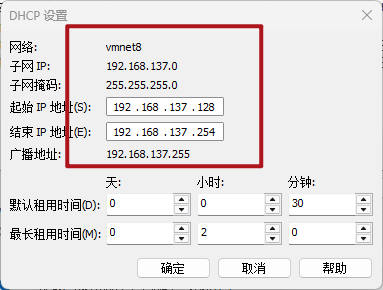 DHCP 设置
网络: vmnet8
子网 IP: 192.168.137.0
子网掩码: 255.255.255.0
起始 IP 地址(S): 192 .168 .137 .128
结束 IP 地址(E): 192 .168 .137 .254
广播地址: 192.168.137.255
天: 小时: 分钟:
默认租用时间(D): 0 0 30
最长租用时间(M): 0 2 0
确定 取消 帮助